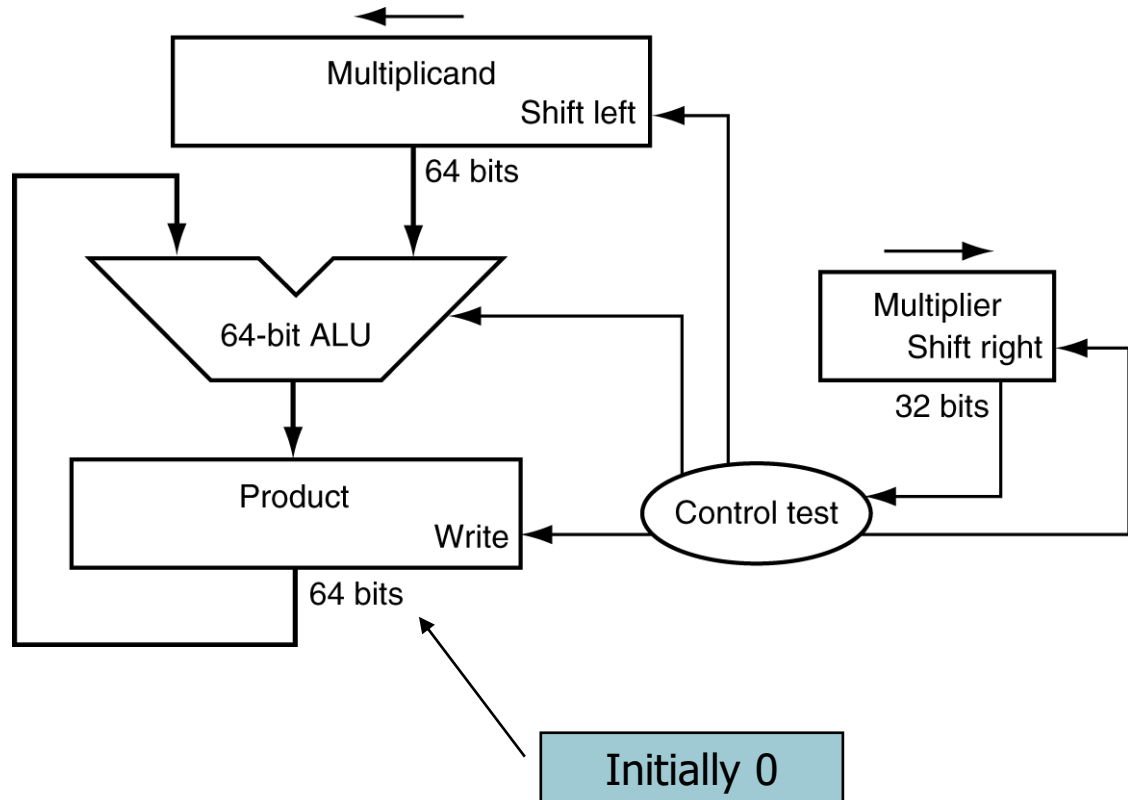 Multiplicand
Shift left
64 bits
64-bit ALU
Multiplier
Shift right
32 bits
Product
Write
Control test
64 bits
Initially 0